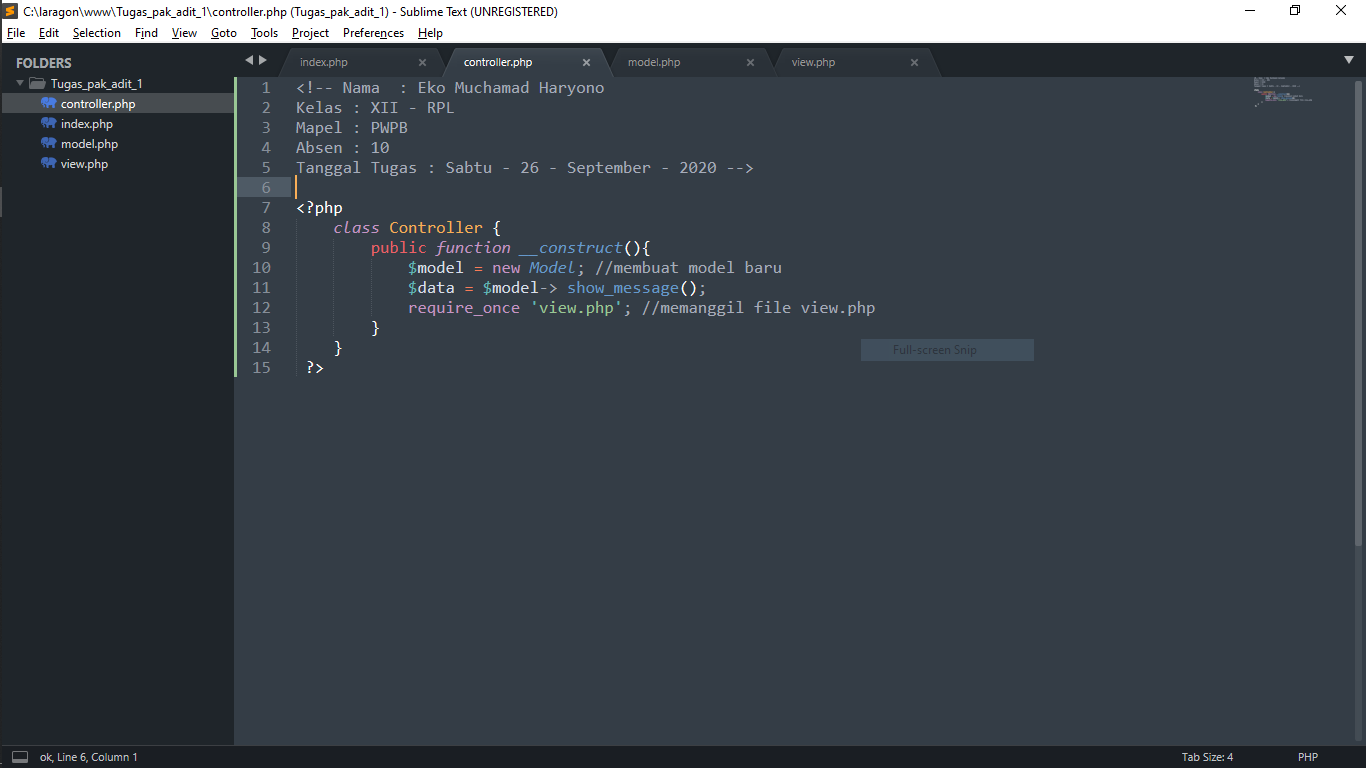 C:\laragon\www\Tugas_pak_adit_1\controller.php (Tugas_pak_adit_1) - Sublime Text (UNREGISTERED)
File Edit Selection Find View Goto Tools Project Preferences Help
FOLDERS
Tugas_pak_adit_1
controller.php
index.php
model.php
view.php
index.php controller.php model.php view.php
1 <!-- Nama  : Eko Muchamad Haryono
2 Kelas : XII - RPL
3 Mapel : PWPB
4 Absen : 10
5 Tanggal Tugas : Sabtu - 26 - September - 2020 -->
6
7 <?php
8     class Controller {
9         public function __construct(){
10             $model = new Model; //membuat model baru
11             $data = $model-> show_message();
12             require_once 'view.php'; //memanggil file view.php
13         }
14     }
15  ?>
Full-screen Snip
ok, Line 6, Column 1
Tab Size: 4
PHP